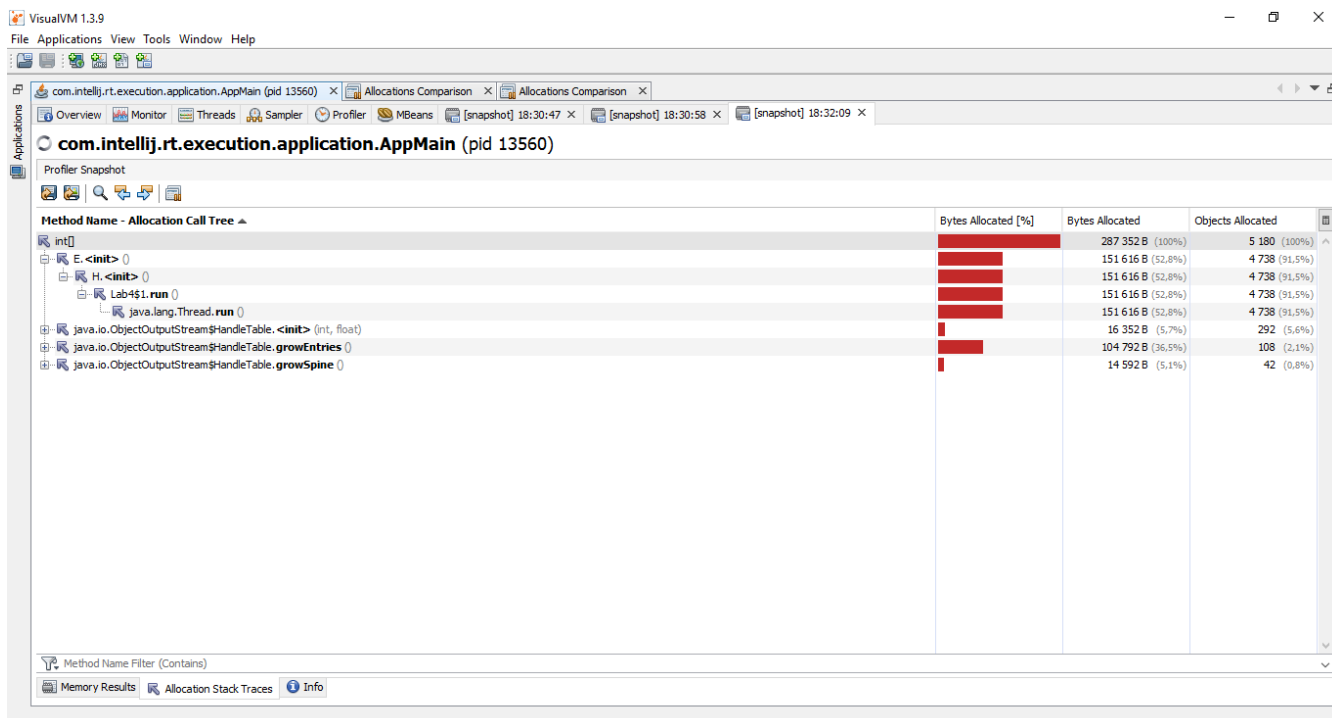 VisualVM 1.3.9
File Applications View Tools Window Help
com.intellij.rt.execution.application.AppMain (pid 13560) Allocations Comparison Allocations Comparison
Applications
Overview Monitor Threads Sampler Profiler MBeans [snapshot] 18:30:47 [snapshot] 18:30:58 [snapshot] 18:32:09
com.intellij.rt.execution.application.AppMain (pid 13560)
Profiler Snapshot
Method Name - Allocation Call Tree Bytes Allocated [%] Bytes Allocated Objects Allocated
int[] 287 352 B (100%) 5 180 (100%)
E.<init> () 151 616 B (52,8%) 4 738 (91,5%)
H.<init> () 151 616 B (52,8%) 4 738 (91,5%)
Lab4$1.run () 151 616 B (52,8%) 4 738 (91,5%)
java.lang.Thread.run () 151 616 B (52,8%) 4 738 (91,5%)
java.io.ObjectOutputStream$HandleTable.<init> (int, float) 16 352 B (5,7%) 292 (5,6%)
java.io.ObjectOutputStream$HandleTable.growEntries () 104 792 B (36,5%) 108 (2,1%)
java.io.ObjectOutputStream$HandleTable.growSpine () 14 592 B (5,1%) 42 (0,8%)
Method Name Filter (Contains)
Memory Results Allocation Stack Traces Info